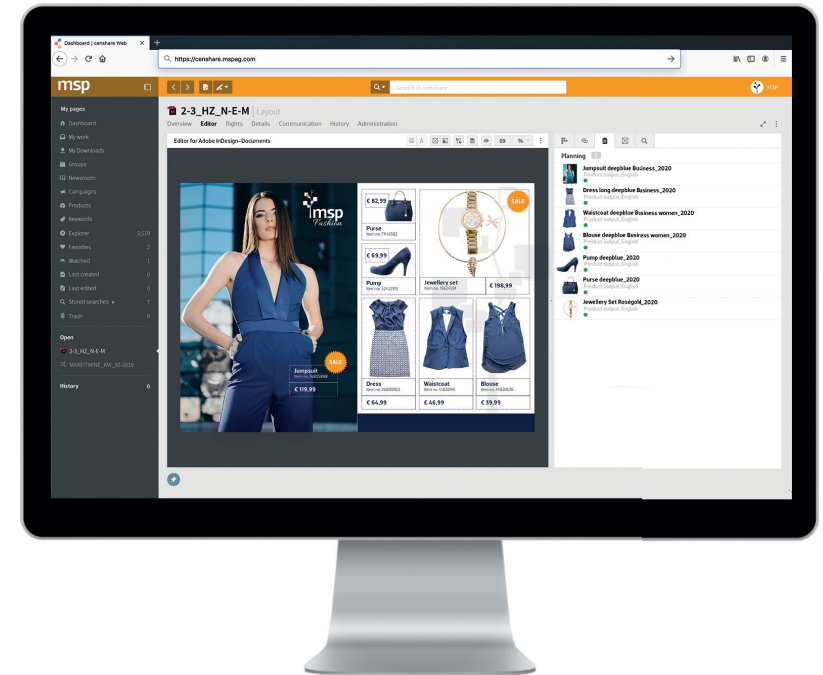 Dashboard | censhare Web
https://censhare.mspag.com
msp
search in censhare
MSP
My pages
Dashboard
My work
My Downloads
Groups
Newsroom
Campaigns
Products
Keywords
Explorer 3,519
Favorites 2
Watched 1
Last created 0
Last edited 0
Stored searches 7
Trash 0
Open
2-3_HZ_N-E-M
MAKEITMINE_KW_30-2019
History 0
2-3_HZ_N-E-M | Layout
Overview Editor Rights Details Communication History Administration
Editor for Adobe InDesign-Documents
A
69 %
msp
Fashion
Jumpsuit
€ 119,99
SALE
€ 82,99
Purse
€ 69,99
Pump
SALE
Jewellery set
€ 198,99
Dress
€ 64,99
Waistcoat
€ 46,99
Blouse
€ 39,99
Planning 7
Jumpsuit deepblue Business_2020
Product output, English
Dress long deepblue Business_2020
Product output, English
Waistcoat deepblue Business women_2020
Product output, English
Blouse deepblue Business women_2020
Product output, English
Pump deepblue_2020
Product output, English
Purse deepblue_2020
Product output, English
Jewellery Set Roségold_2020
Product output, English